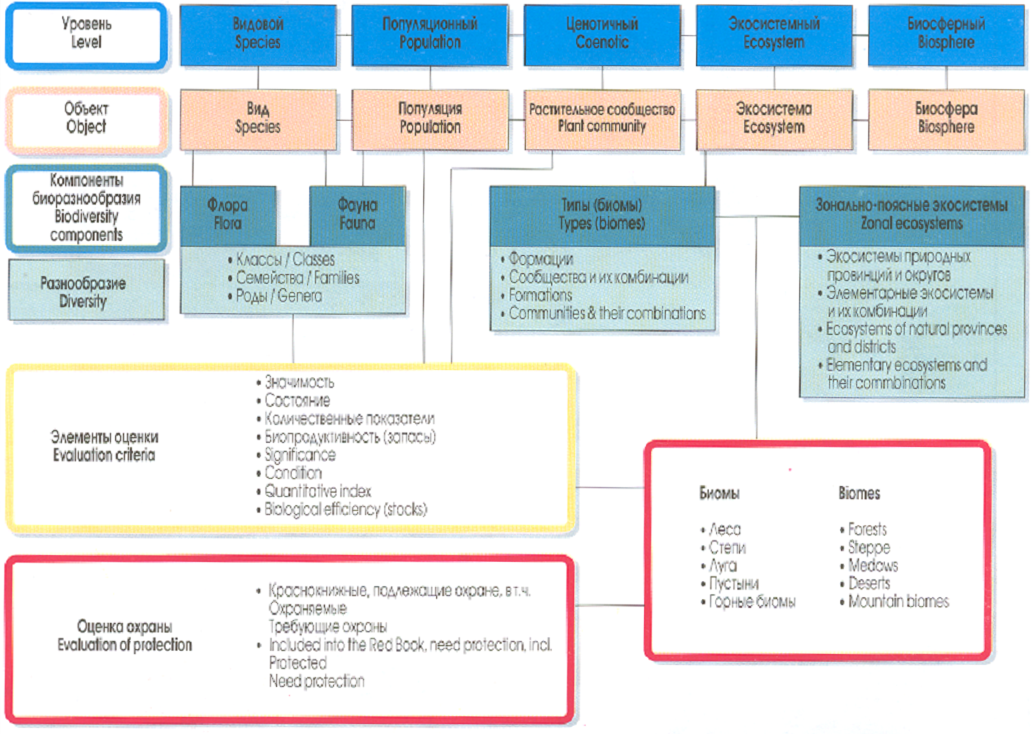 Уровень
Level
Видовой
Species
Популяционный
Population
Ценотичный
Coenotic
Экосистемный
Ecosystem
Биосферный
Biosphere
Объект
Object
Вид
Species
Популяция
Population
Растительное сообщество
Plant community
Экосистема
Ecosystem
Биосфера
Biosphere
Компоненты
биоразнообразия
Biodiversity
components
Флора
Flora
Фауна
Fauna
Типы (биомы)
Types (biomes)
Зонально-поясные экосистемы
Zonal ecosystems
Разнообразие
Diversity
• Классы / Classes
• Семейства / Families
• Роды / Genera
• Формации
• Сообщества и их комбинации
• Formations
• Communities & their combinations
• Экосистемы природных
провинций и округов
• Элементарные экосистемы
и их комбинации
• Ecosystems of natural provinces
and districts
• Elementary ecosystems and
their commbinations
Элементы оценки
Evaluation criteria
• Значимость
• Состояние
• Количественные показатели
• Биопродуктивность (запасы)
• Significance
• Condition
• Quantitative index
• Biological efficiency (stocks)
Биомы
• Леса
• Степи
• Луга
• Пустыни
• Горные биомы
Biomes
• Forests
• Steppe
• Medows
• Deserts
• Mountain biomes
Оценка охраны
Evaluation of protection
• Краснокнижные, подлежащие охране, в т.ч.
Охраняемые
Требующие охраны
• Included into the Red Book, need protection, incl.
Protected
Need protection